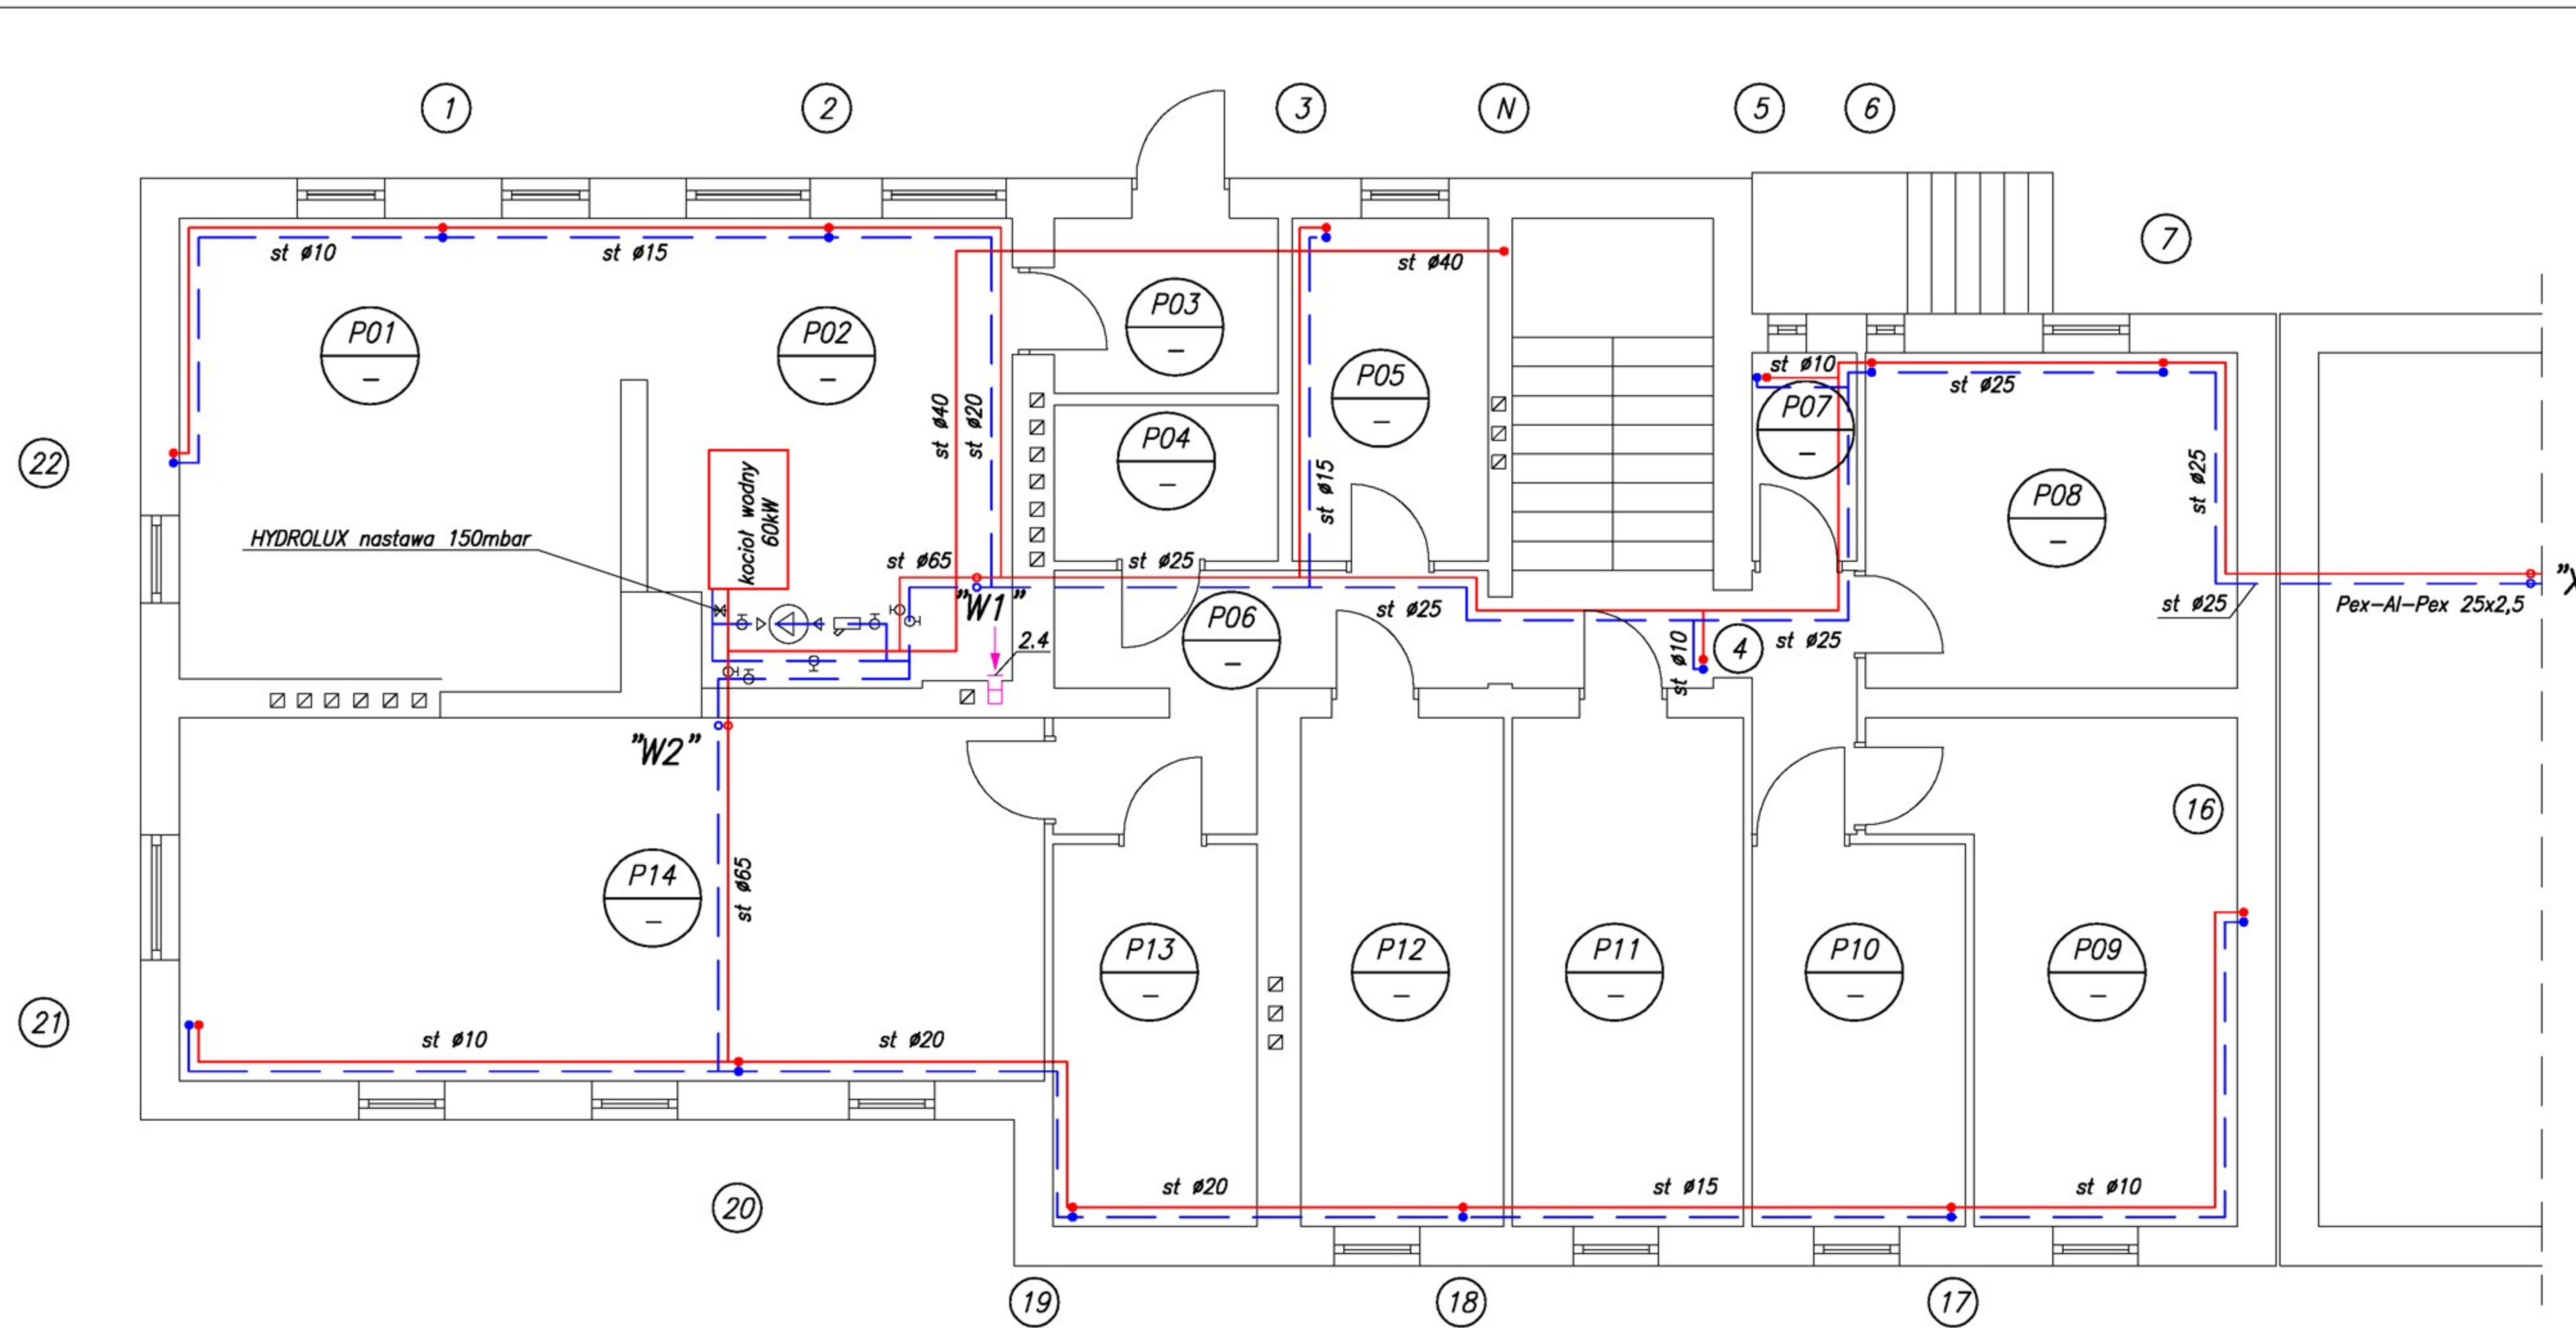 1
2
3
N
5
6
7
st ø10
st ø15
st ø40
P01
–
P02
–
P03
–
P05
–
st ø10
st ø25
P07
–
P04
–
st ø40
st ø20
st ø15
22
P08
–
st ø25
kocioł wodny
60kW
HYDROLUX nastawa 150mbar
st ø65
st ø25
"W1"
P06
–
st ø25
st ø10
4
st ø25
st ø25
Pex-Al-Pex 25x2,5
2.4
"W2"
16
P14
–
st ø65
P13
–
P12
–
P11
–
P10
–
P09
–
21
st ø10
st ø20
st ø20
st ø15
st ø10
20
19
18
17